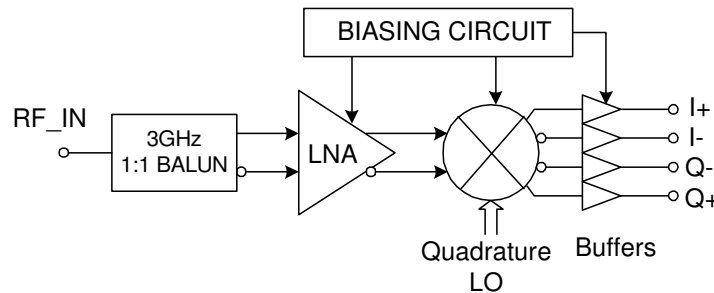 BIASING CIRCUIT
RF_IN
3GHz
1:1 BALUN
LNA
I+
I-
Q-
Q+
Quadrature
LO
Buffers